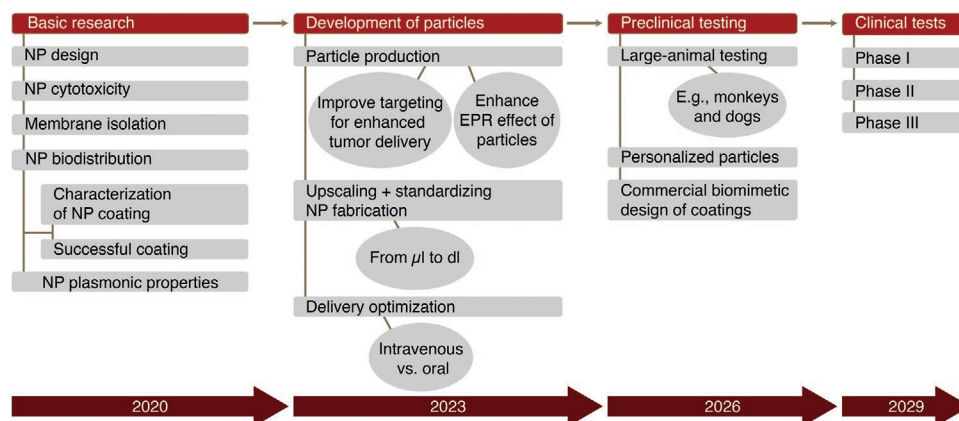 Basic research
NP design
NP cytotoxicity
Membrane isolation
NP biodistribution
Characterization
of NP coating
Successful coating
NP plasmonic properties
Development of particles
Particle production
Improve targeting
for enhanced
tumor delivery
Enhance
EPR effect of
particles
Upscaling + standardizing
NP fabrication
From µl to dl
Delivery optimization
Intravenous
vs. oral
Preclinical testing
Large-animal testing
E.g., monkeys
and dogs
Personalized particles
Commercial biomimetic
design of coatings
Clinical tests
Phase I
Phase II
Phase III
2020
2023
2026
2029